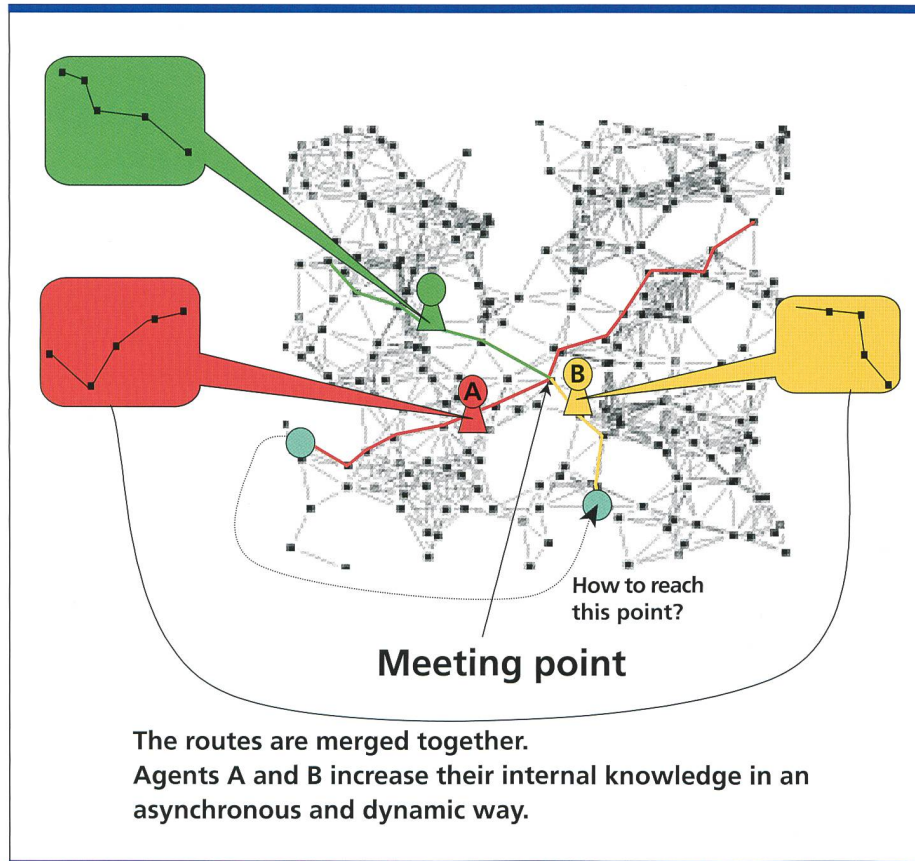 A
B
How to reach
this point?
Meeting point
The routes are merged together.
Agents A and B increase their internal knowledge in an
asynchronous and dynamic way.